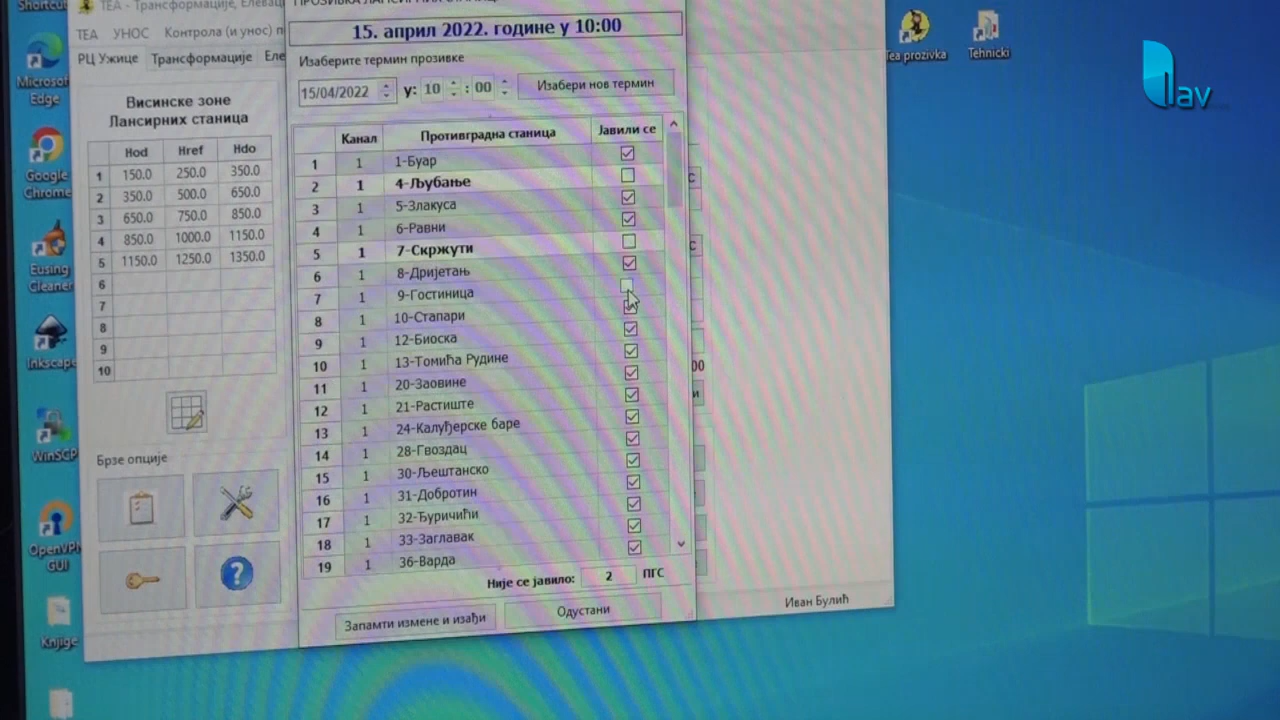 Shortcut
Microsoft
Edge
Google
Chrome
Eusing
Cleaner
Inkscape
WinSCP
OpenVPN
GUI
Knjige
TEA - Трансформације,
TEA УНОС Контрола (и унос)
РЦ Ужице Трансформације Еле
Висинске зоне
Лансирних станица
Hod Href Hdo
1 150.0 250.0 350.0
2 350.0 500.0 650.0
3 650.0 750.0 850.0
4 850.0 1000.0 1150.0
5 1150.0 1250.0 1350.0
6
7
8
9
10
Брзе опције
15. април 2022. године у 10:00
Изаберите термин прозивке
15/04/2022 у: 10 : 00 Изабери нов термин
Канал Противградна станица Јавили се
1 1 1-Буар
2 1 4-Љубање
3 1 5-Злакуса
4 1 6-Равни
5 1 7-Скржути
6 1 8-Дријетањ
7 1 9-Гостиница
8 1 10-Стапари
9 1 12-Биоска
10 1 13-Томића Рудине
11 1 20-Заовине
12 1 21-Растиште
13 1 24-Калуђерске баре
14 1 28-Гвоздац
15 1 30-Љештанско
16 1 31-Добротин
17 1 32-Ђуричићи
18 1 33-Заглавак
19 1 36-Варда
Није се јавило: 2 ПГС
Запамти измене и изађи Одустани
Иван Булић
Tea prozivka
Tehnicki
lav